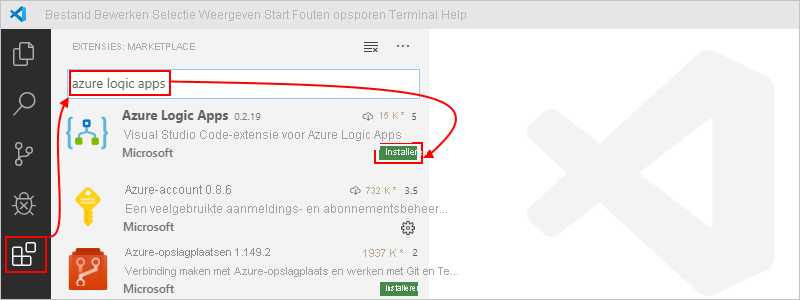 Bestand Bewerken Selectie Weergeven Start Fouten opsporen Terminal Help
EXTENSIES: MARKETPLACE
azure logic apps
Azure Logic Apps 0.2.19 15 K* 5
Visual Studio Code-extensie voor Azure Logic Apps
Microsoft Installere
Azure-account 0.8.6 732 K* 3.5
Een veelgebruikte aanmeldings- en abonnementsbeheer...
Microsoft
Azure-opslagplaatsen 1.149.2 1937 K* 2
Verbinding maken met Azure-opslagplaats en werken met Git en Te...
Microsoft Installere